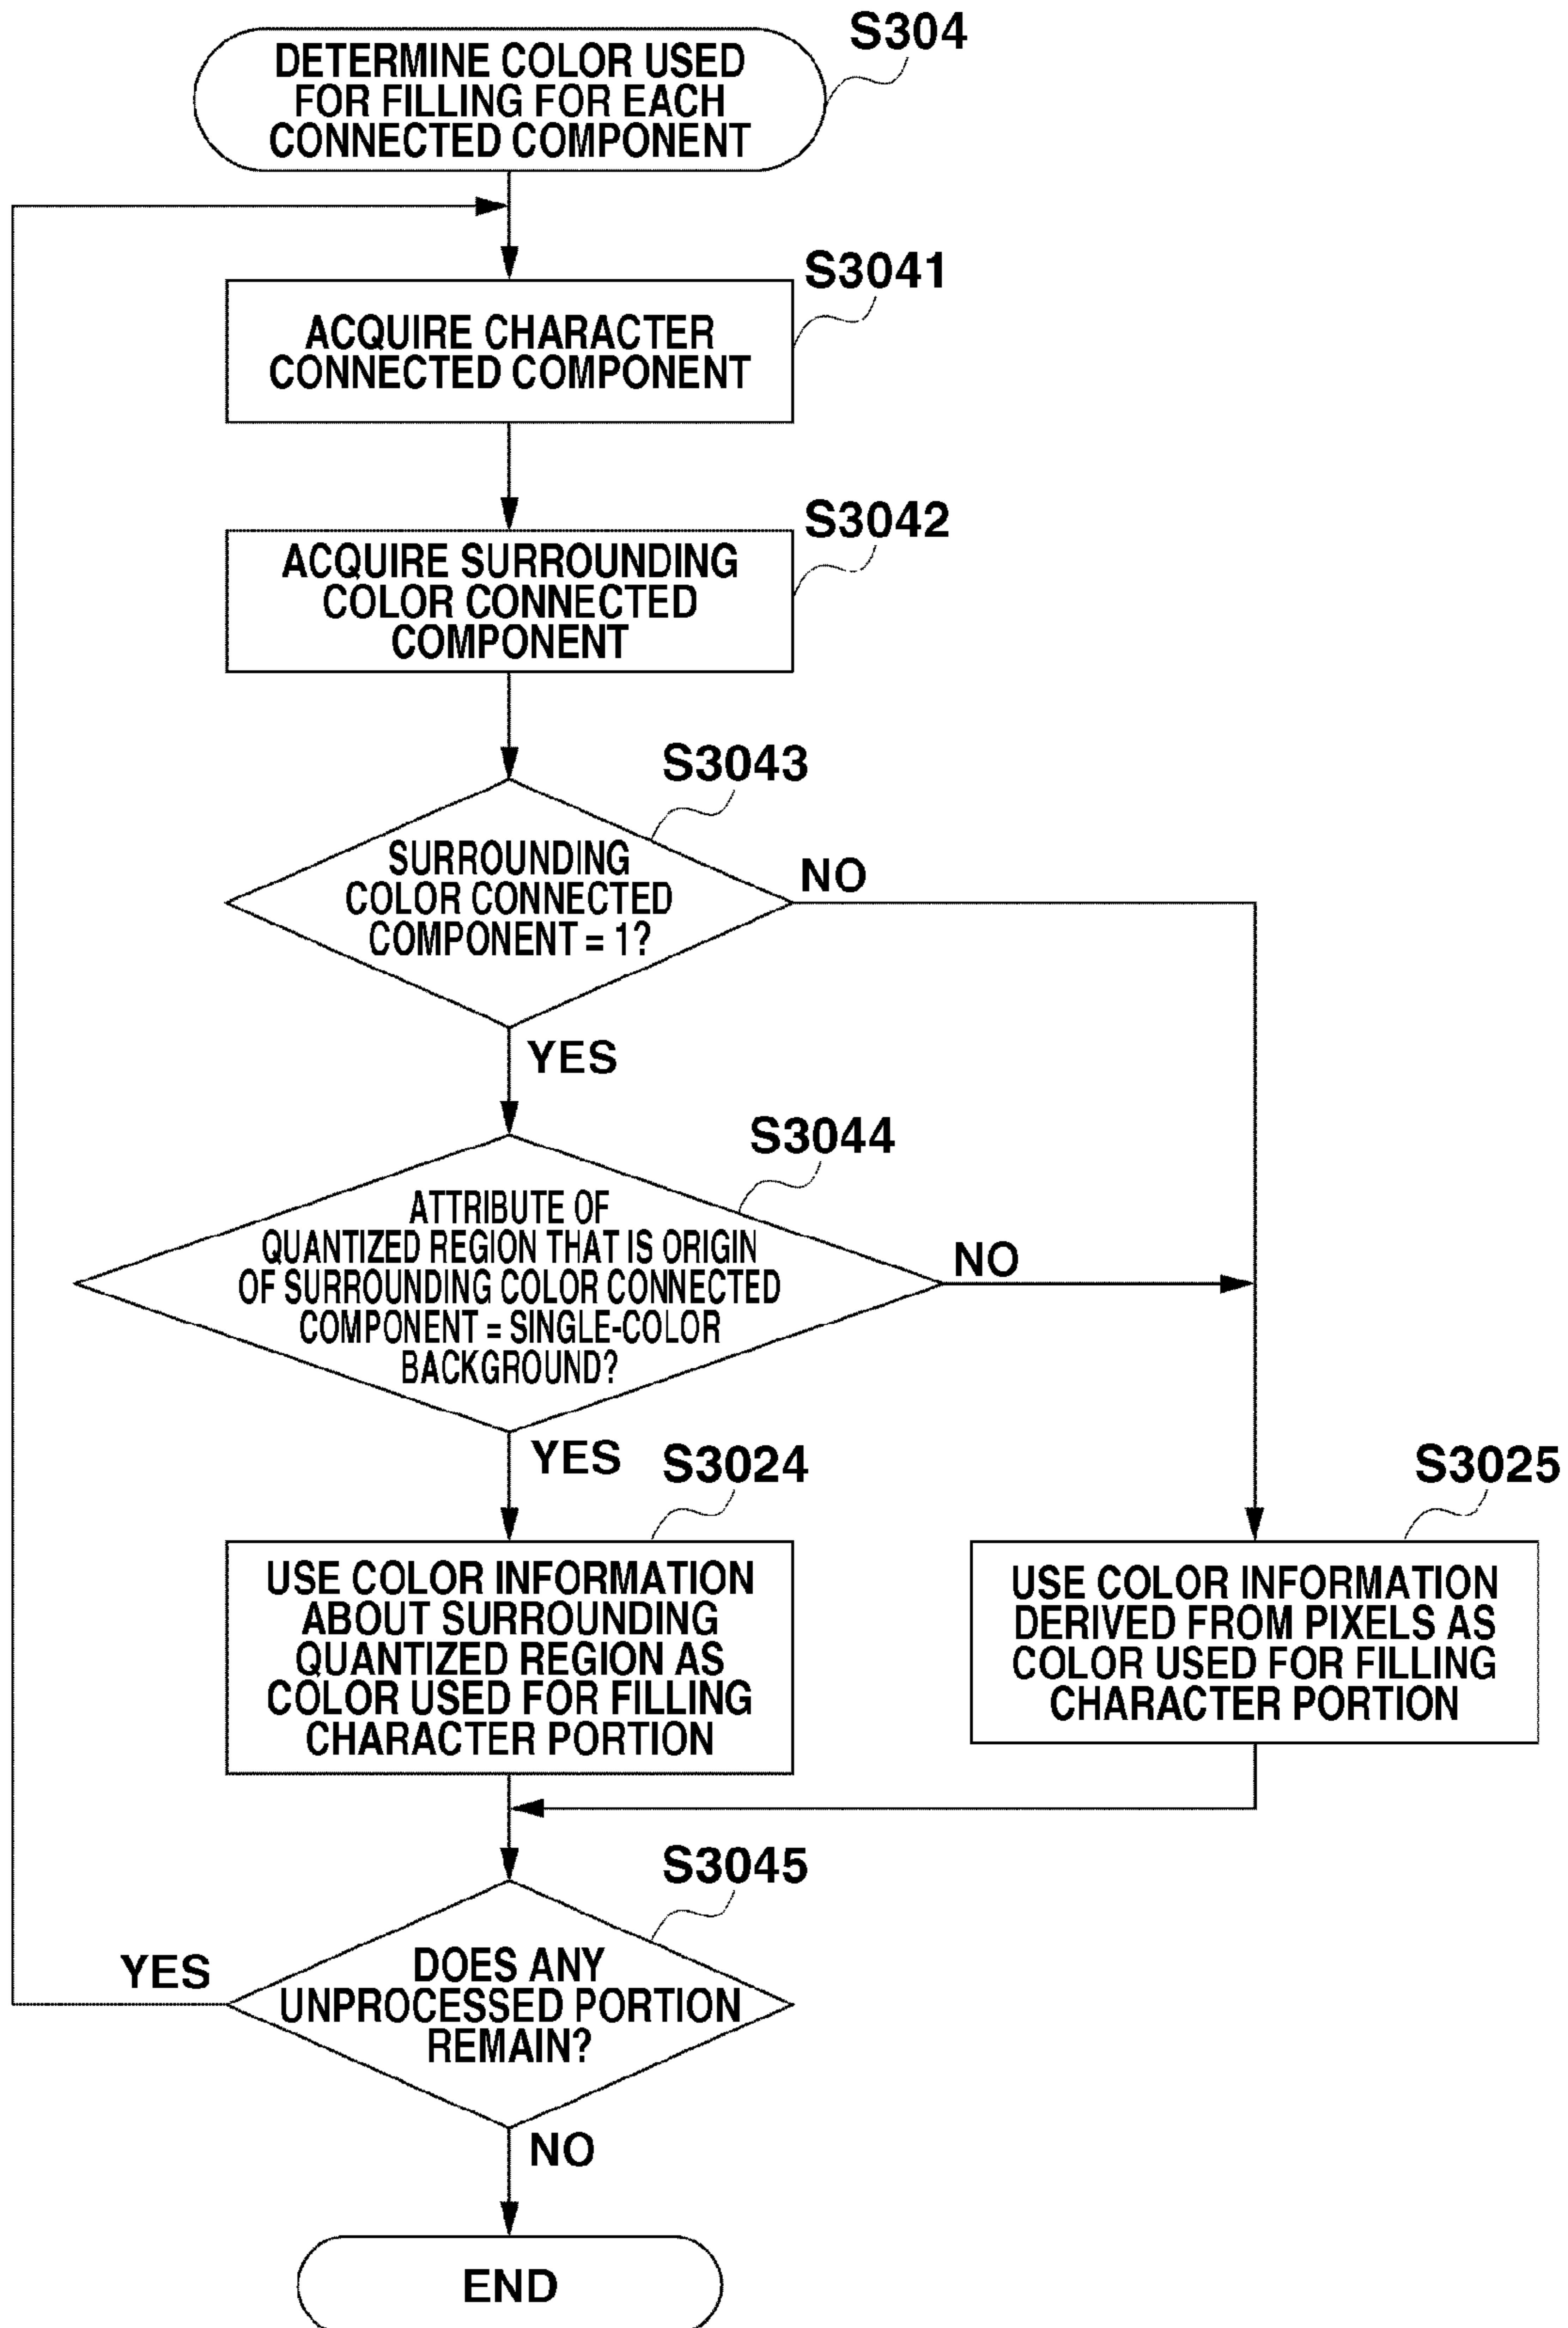 S304
DETERMINE COLOR USED
FOR FILLING FOR EACH
CONNECTED COMPONENT
S3041
ACQUIRE CHARACTER
CONNECTED COMPONENT
S3042
ACQUIRE SURROUNDING
COLOR CONNECTED
COMPONENT
S3043
SURROUNDING
COLOR CONNECTED
COMPONENT = 1?
NO
YES
S3044
ATTRIBUTE OF
QUANTIZED REGION THAT IS ORIGIN
OF SURROUNDING COLOR CONNECTED
COMPONENT = SINGLE-COLOR
BACKGROUND?
NO
YES
S3024
USE COLOR INFORMATION
ABOUT SURROUNDING
QUANTIZED REGION AS
COLOR USED FOR FILLING
CHARACTER PORTION
S3025
USE COLOR INFORMATION
DERIVED FROM PIXELS AS
COLOR USED FOR FILLING
CHARACTER PORTION
S3045
DOES ANY
UNPROCESSED PORTION
REMAIN?
YES
NO
END